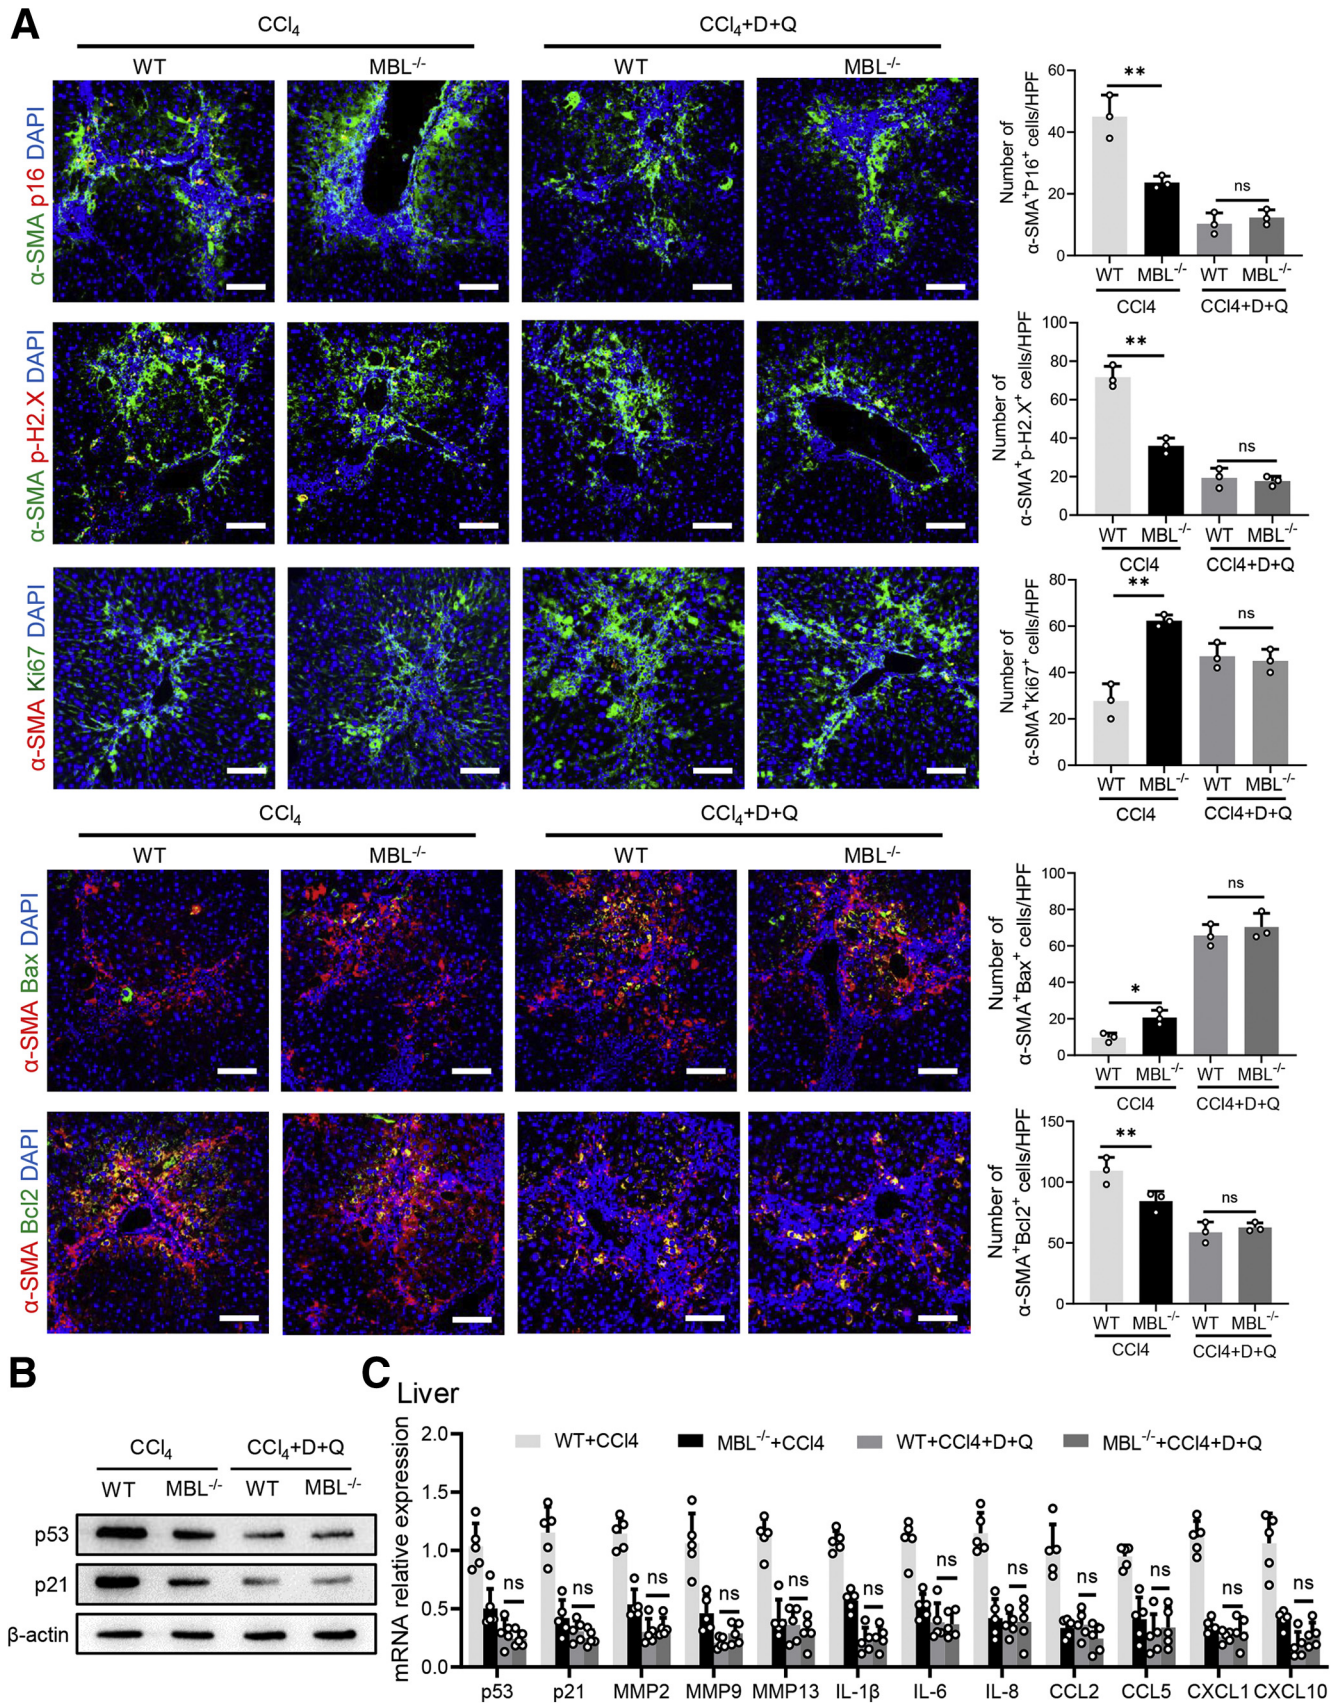 A
CCl4
CCl4+D+Q
WT
MBL-/-
WT
MBL-/-
α-SMA p16 DAPI
Number of
α-SMA+P16+ cells/HPF
60
40
20
0
**
ns
WT
MBL-/-
WT
MBL-/-
CCl4
CCl4+D+Q
α-SMA p-H2.X DAPI
Number of
α-SMA+p-H2.X+ cells/HPF
100
80
60
40
20
0
**
ns
WT
MBL-/-
WT
MBL-/-
CCl4
CCl4+D+Q
α-SMA Ki67 DAPI
Number of
α-SMA+Ki67+ cells/HPF
80
60
40
20
0
**
ns
WT
MBL-/-
WT
MBL-/-
CCl4
CCl4+D+Q
CCl4
CCl4+D+Q
WT
MBL-/-
WT
MBL-/-
α-SMA Bax DAPI
Number of
α-SMA+Bax+ cells/HPF
100
80
60
40
20
0
*
ns
WT
MBL-/-
WT
MBL-/-
CCl4
CCl4+D+Q
α-SMA Bcl2 DAPI
Number of
α-SMA+Bcl2+ cells/HPF
150
100
50
0
**
ns
WT
MBL-/-
WT
MBL-/-
CCl4
CCl4+D+Q
B
CCl4
CCl4+D+Q
WT
MBL-/-
WT
MBL-/-
p53
p21
β-actin
C
Liver
mRNA relative expression
2.0
1.5
1.0
0.5
0.0
WT+CCl4
MBL-/-+CCl4
WT+CCl4+D+Q
MBL-/-+CCl4+D+Q
ns
ns
ns
ns
ns
ns
ns
ns
ns
ns
ns
ns
p53
p21
MMP2
MMP9
MMP13
IL-1β
IL-6
IL-8
CCL2
CCL5
CXCL1
CXCL10